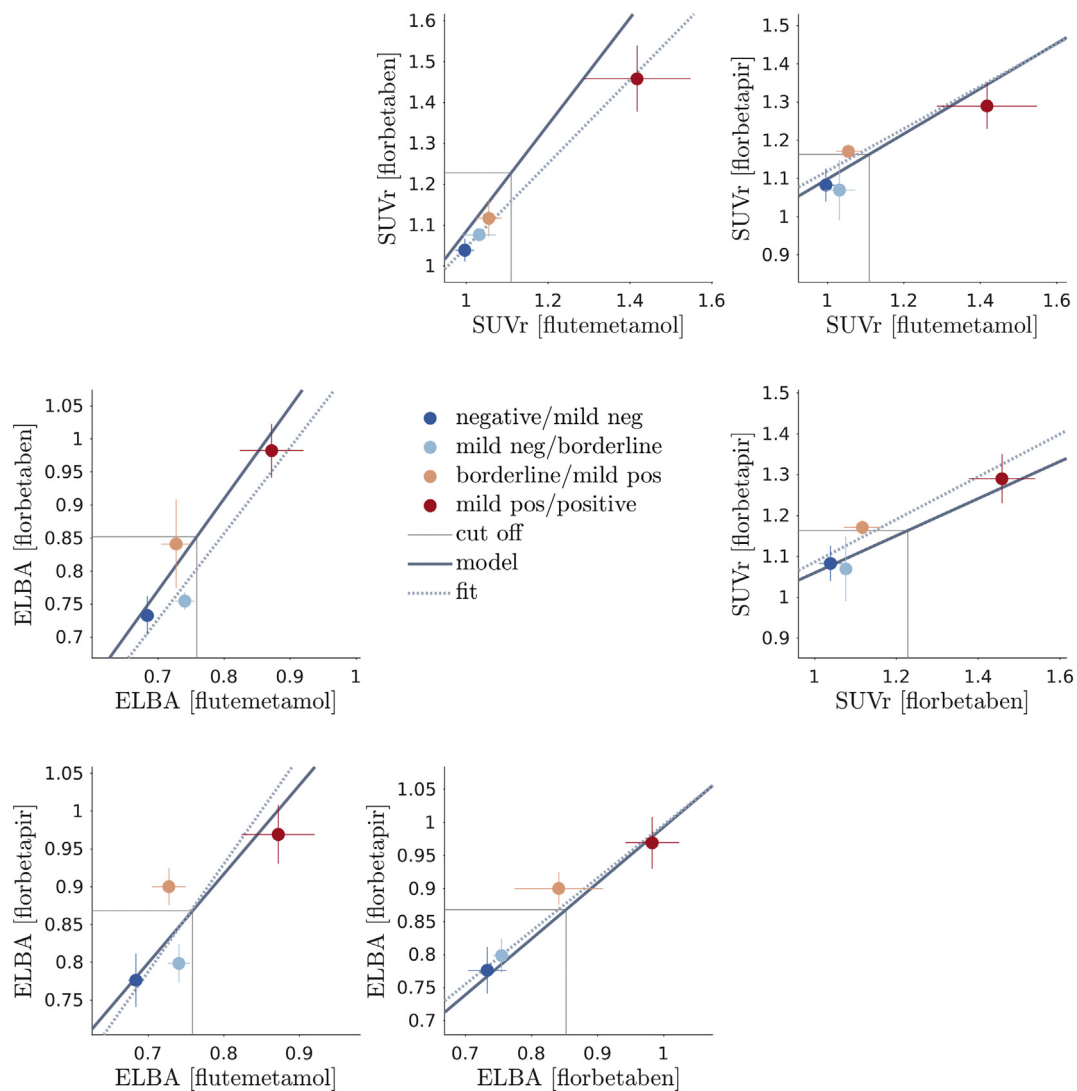 1.6
1.5
1.4
1.3
1.2
1.1
1
SUVr [florbetaben]
1 1.2 1.4 1.6
SUVr [flutemetamol]
1.5
1.4
1.3
1.2
1.1
1
0.9
SUVr [florbetapir]
1 1.2 1.4 1.6
SUVr [flutemetamol]
1.05
1
0.95
0.9
0.85
0.8
0.75
0.7
ELBA [florbetaben]
0.7 0.8 0.9 1
ELBA [flutemetamol]
negative/mild neg
mild neg/borderline
borderline/mild pos
mild pos/positive
cut off
model
fit
1.5
1.4
1.3
1.2
1.1
1
0.9
SUVr [florbetapir]
1 1.2 1.4 1.6
SUVr [florbetaben]
1.05
1
0.95
0.9
0.85
0.8
0.75
ELBA [florbetapir]
0.7 0.8 0.9
ELBA [flutemetamol]
1.05
1
0.95
0.9
0.85
0.8
0.75
0.7
ELBA [florbetapir]
0.7 0.8 0.9 1
ELBA [florbetaben]